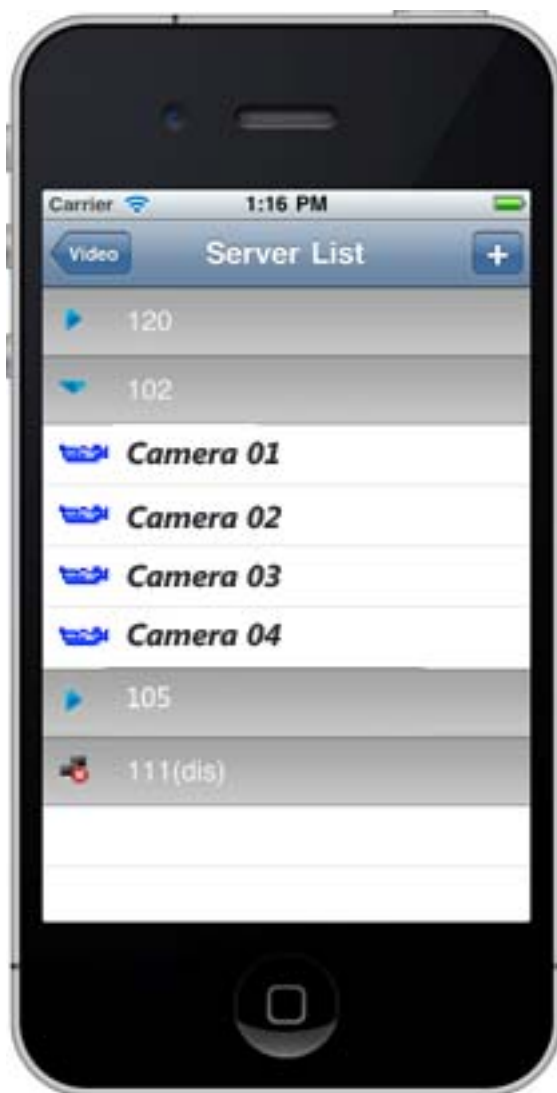 Carrier 1:16 PM
Video Server List +
120
102
Camera 01
Camera 02
Camera 03
Camera 04
105
111(dis)